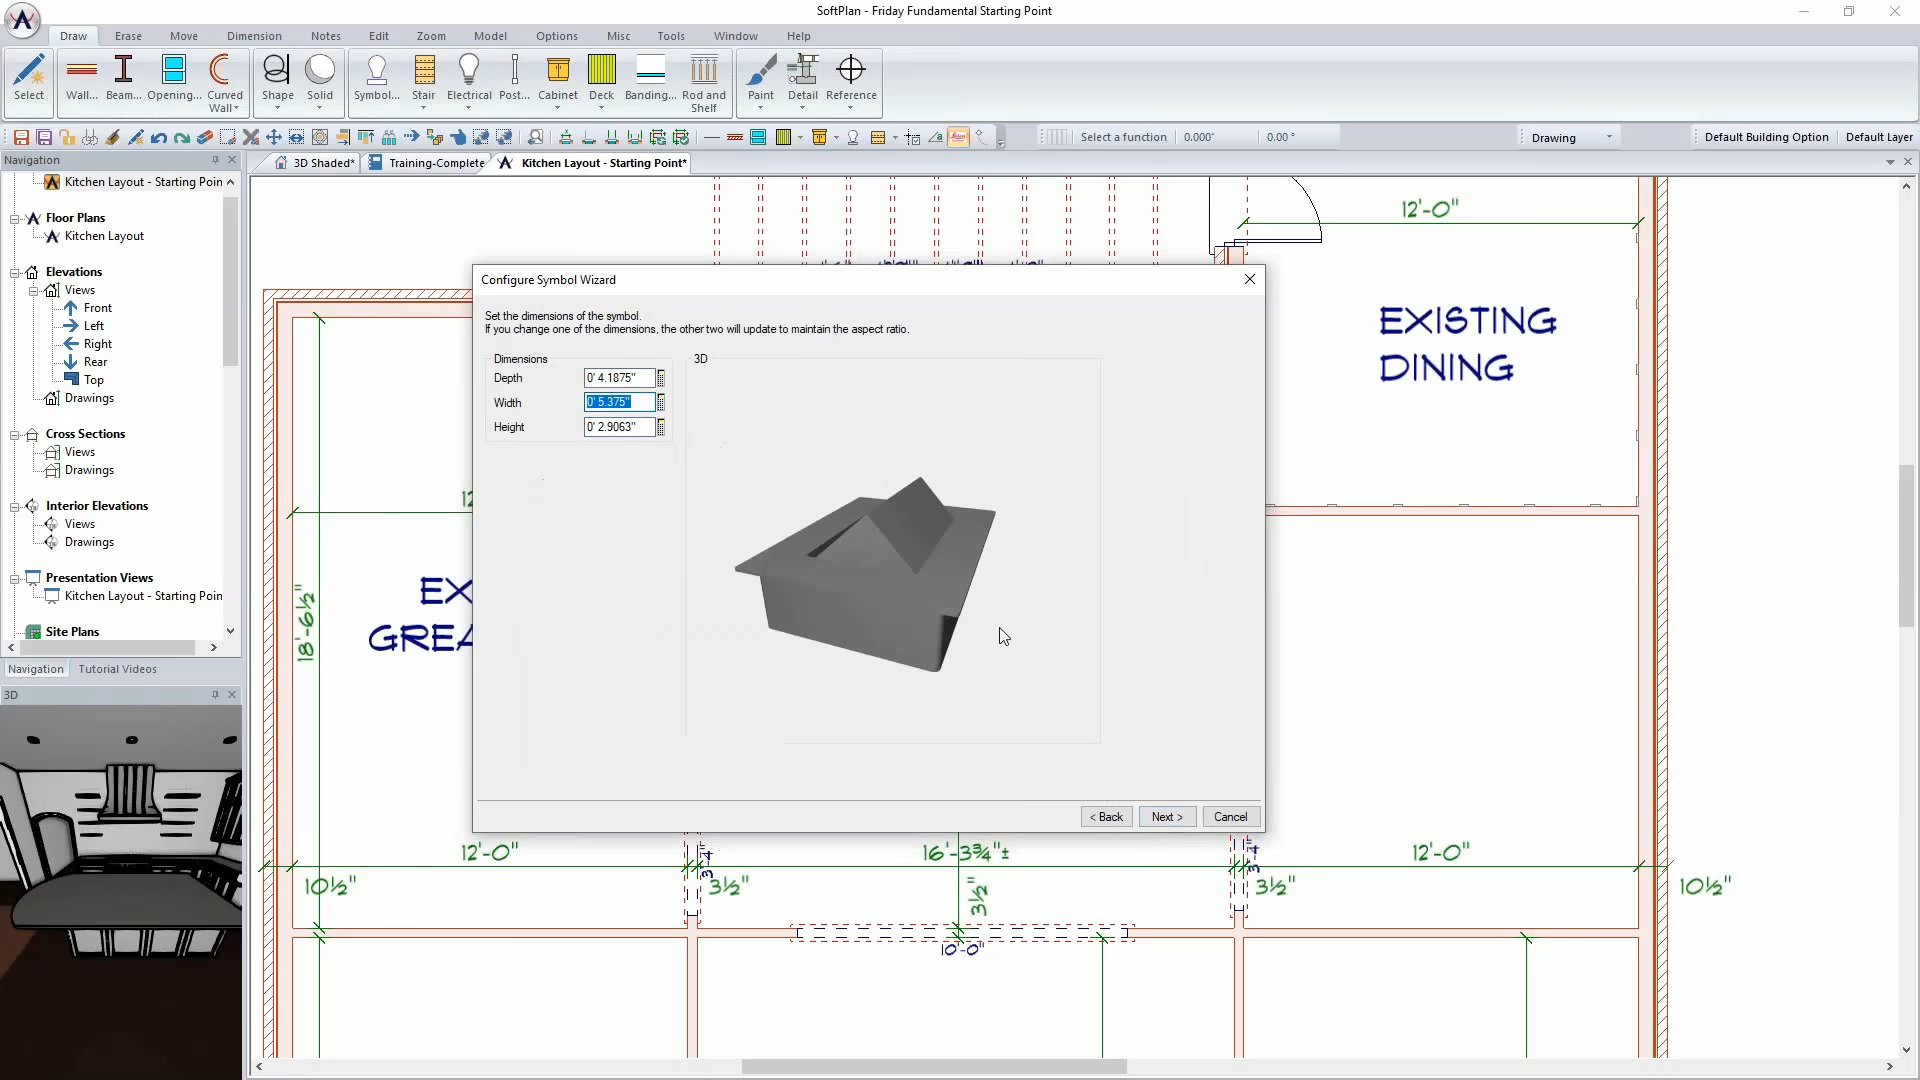 SoftPlan - Friday Fundamental Starting Point
Draw Erase Move Dimension Notes Edit Zoom Model Options Misc Tools Window Help
Select Wall... Beam... Opening... Curved Wall Shape Solid Symbol... Stair Electrical Post... Cabinet Deck Banding... Rod and Shelf Paint Detail Reference
Select a function 0.000° 0.00 ° Drawing Default Building Option Default Layer
Navigation
3D Shaded* Training-Complete Kitchen Layout - Starting Point*
Kitchen Layout - Starting Poin
Floor Plans
Kitchen Layout
Elevations
Views
Front
Left
Right
Rear
Top
Drawings
Cross Sections
Views
Drawings
Interior Elevations
Views
Drawings
Presentation Views
Kitchen Layout - Starting Poin
Site Plans
Navigation Tutorial Videos
3D
Configure Symbol Wizard
Set the dimensions of the symbol.
If you change one of the dimensions, the other two will update to maintain the aspect ratio.
Dimensions
Depth 0' 4.1875"
Width 0' 5.375"
Height 0' 2.9063"
3D
< Back Next > Cancel
12'-0"
EXISTING
DINING
18'-6½"
EX
GREA
12'-0" 3'-4" 16'-3¾"± 3'-4" 12'-0"
10½" 3½" 3½" 3½" 10½"
10'-0"